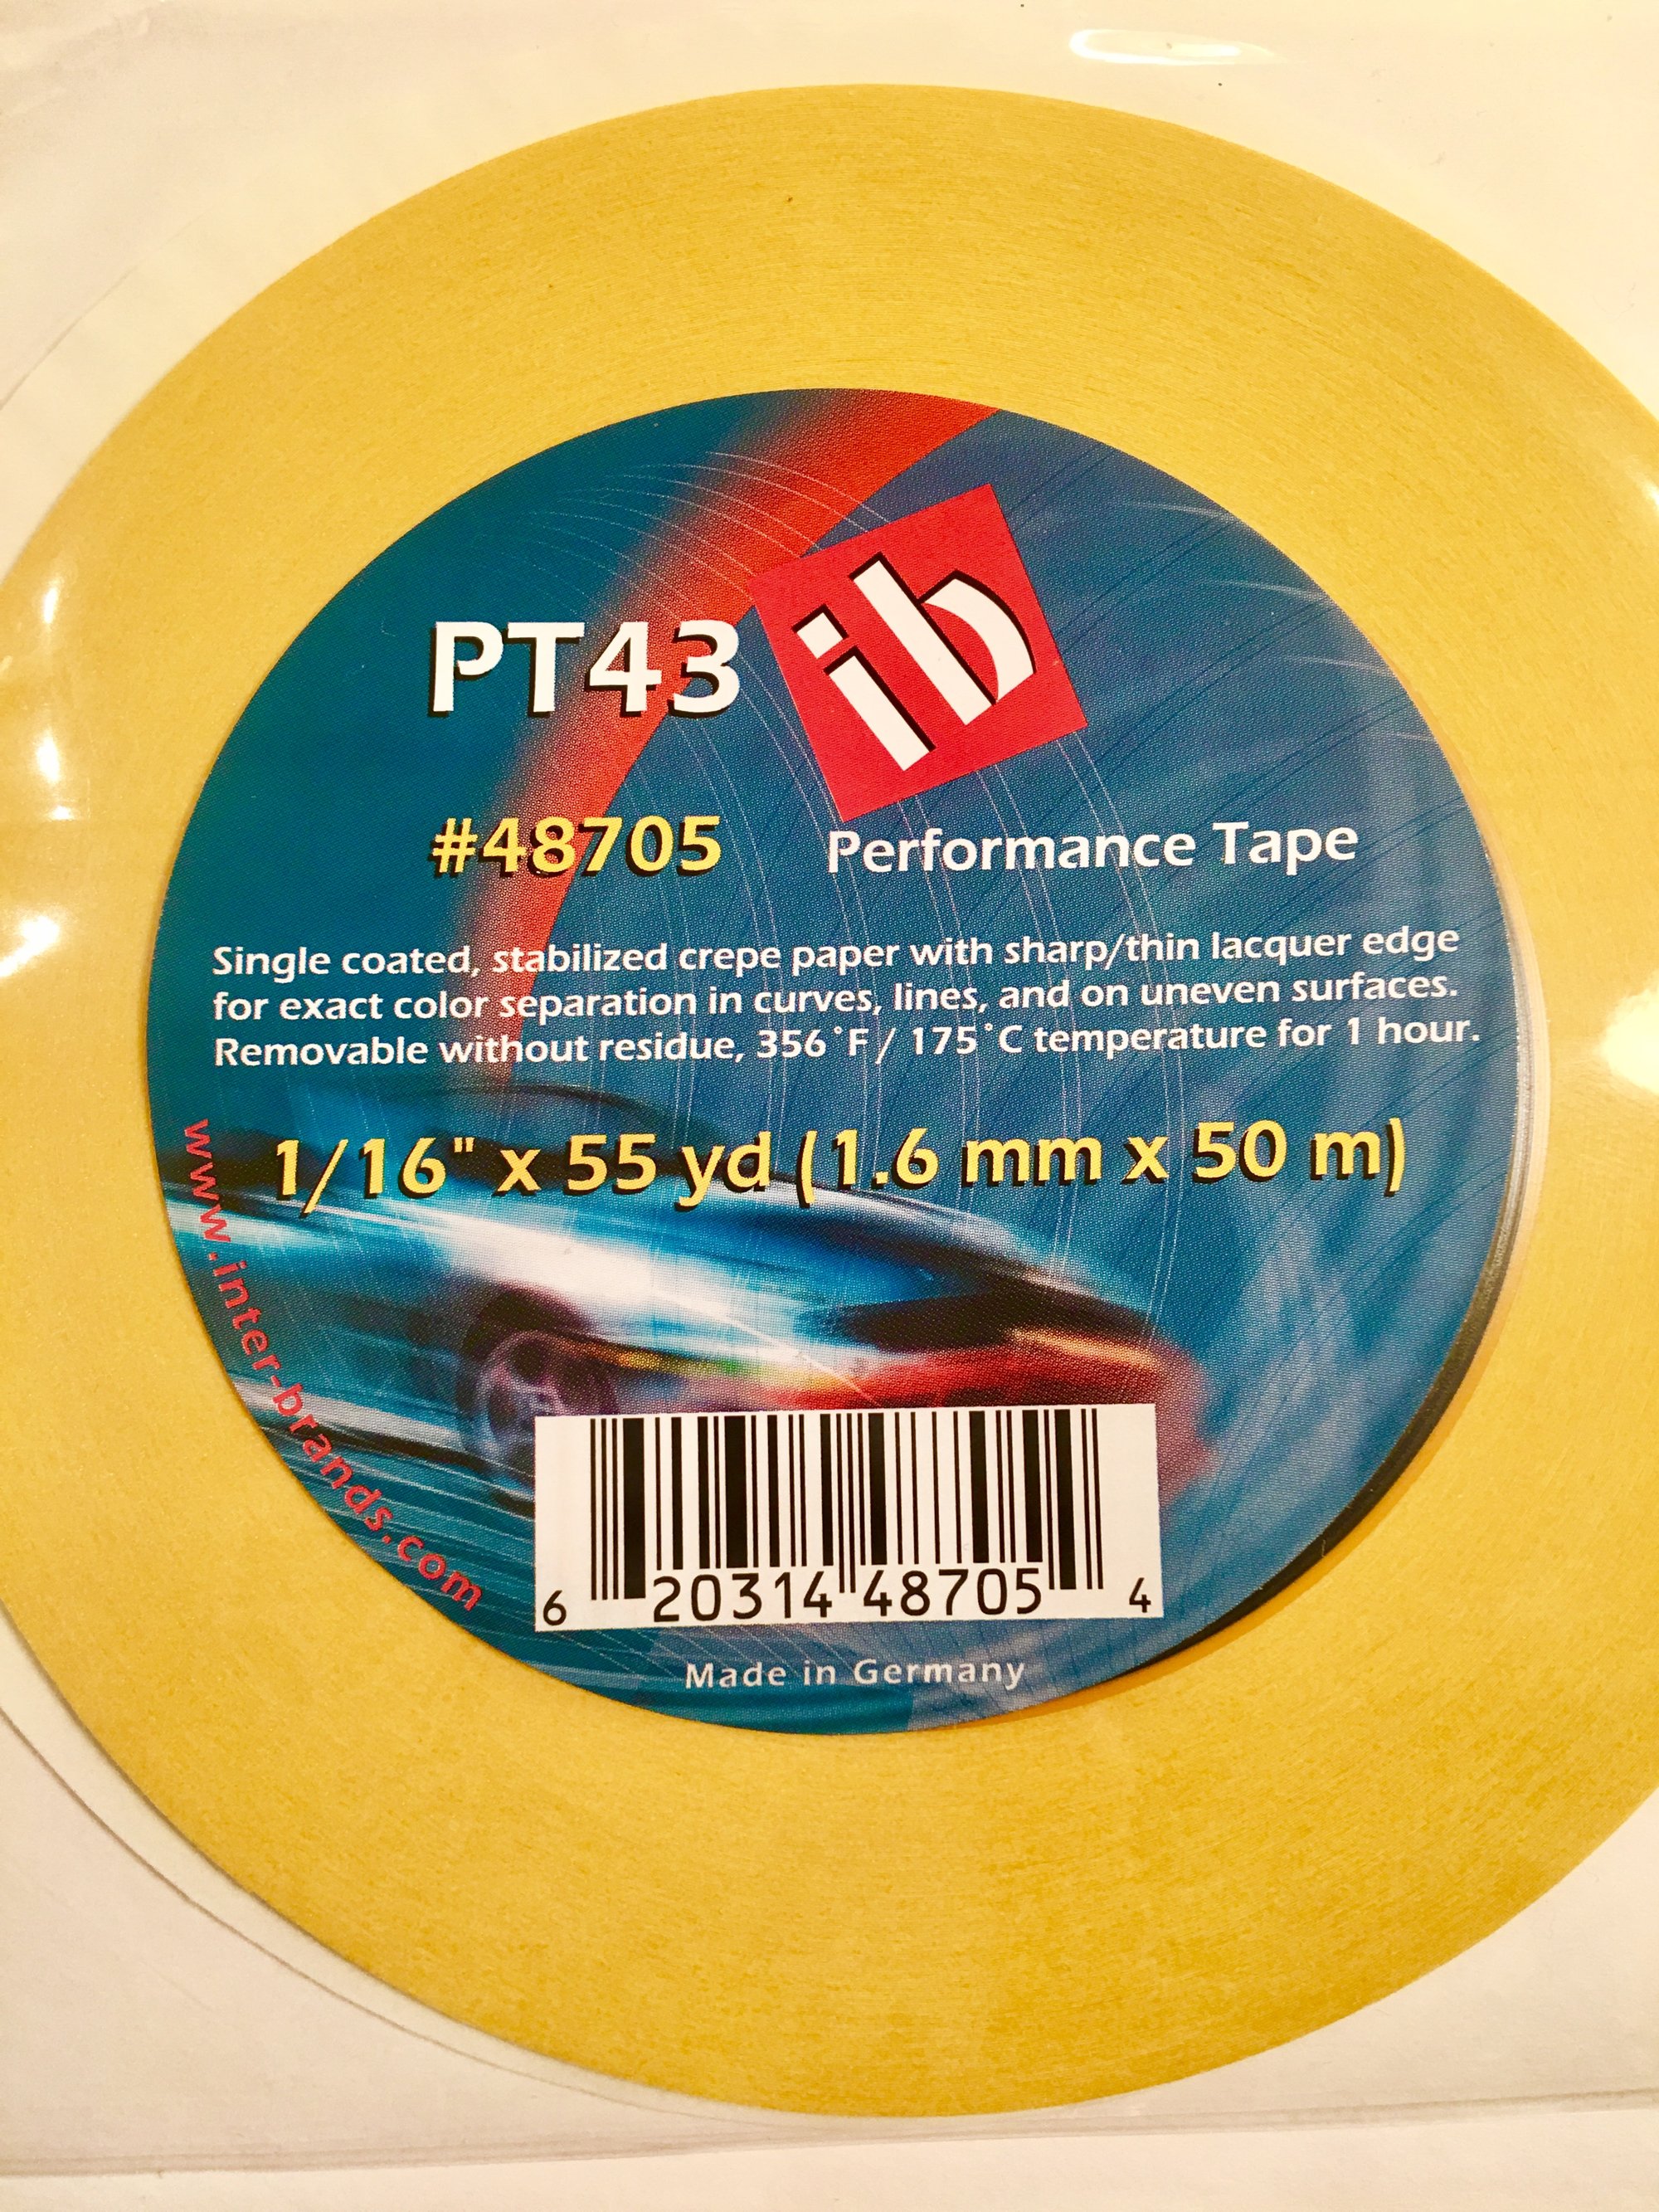 PT43
ib
#48705
Performance Tape
Single coated, stabilized crepe paper with sharp/thin lacquer edge
for exact color separation in curves, lines, and on uneven surfaces.
Removable without residue, 356°F/ 175°C temperature for 1 hour.
1/16" x 55 yd (1.6 mm x 50 m)
www.inter-brands.com
6 20314 48705 4
Made in Germany